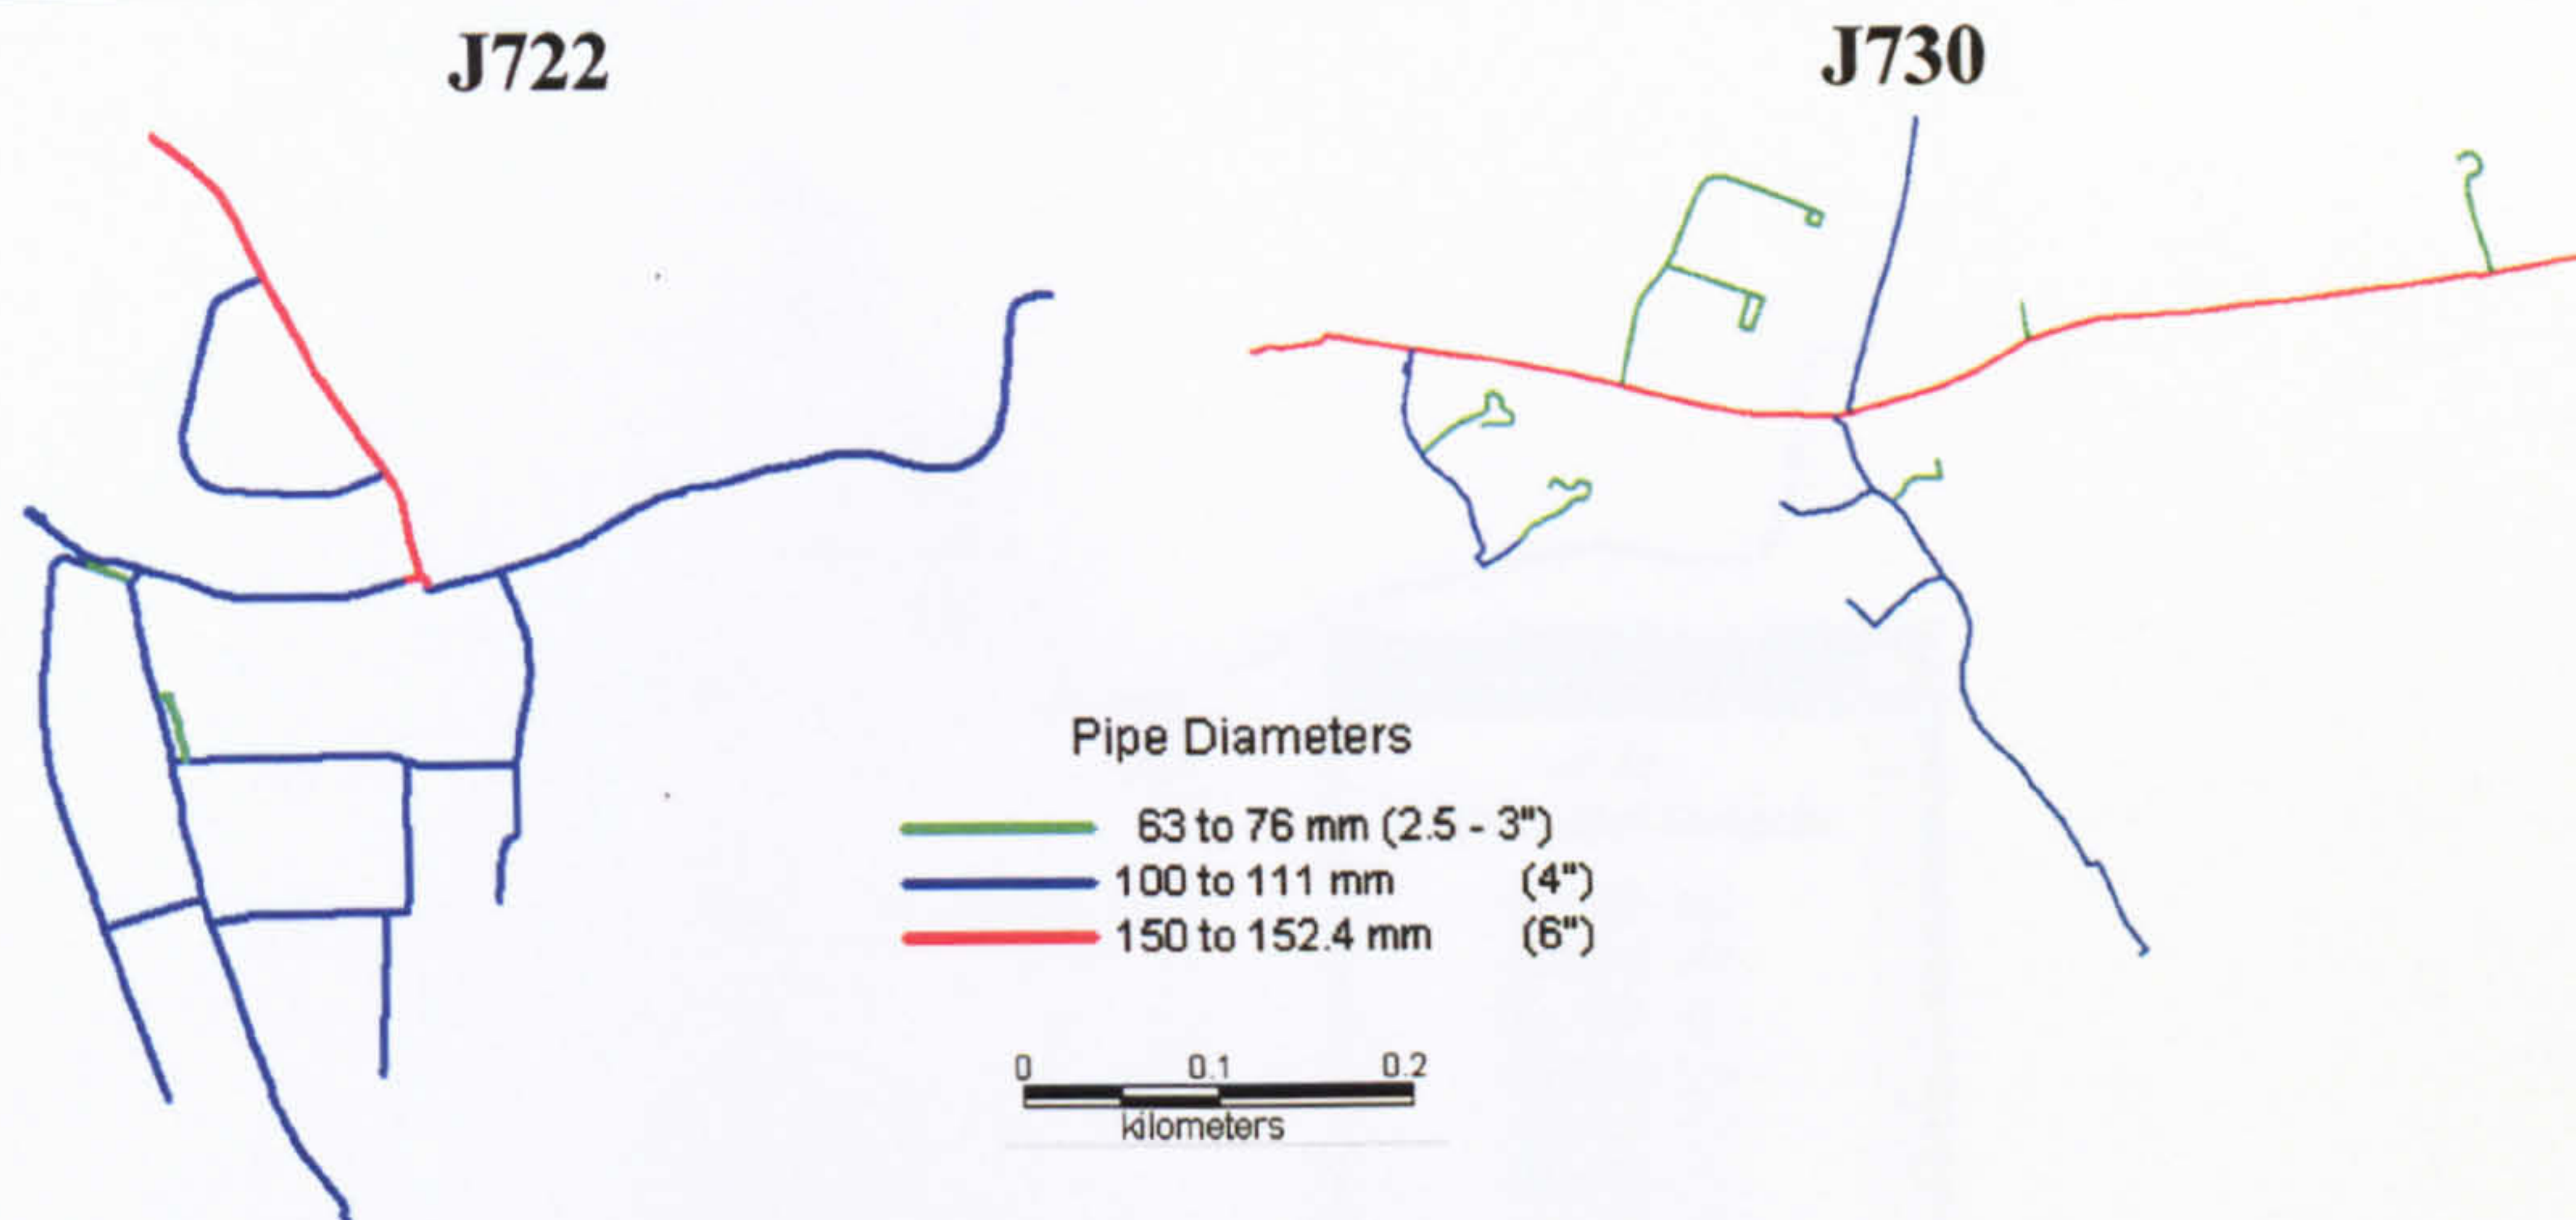 J722
J730
Pipe Diameters
63 to 76 mm (2.5 - 3")
100 to 111 mm (4")
150 to 152.4 mm (6")
0 0.1 0.2
kilometers